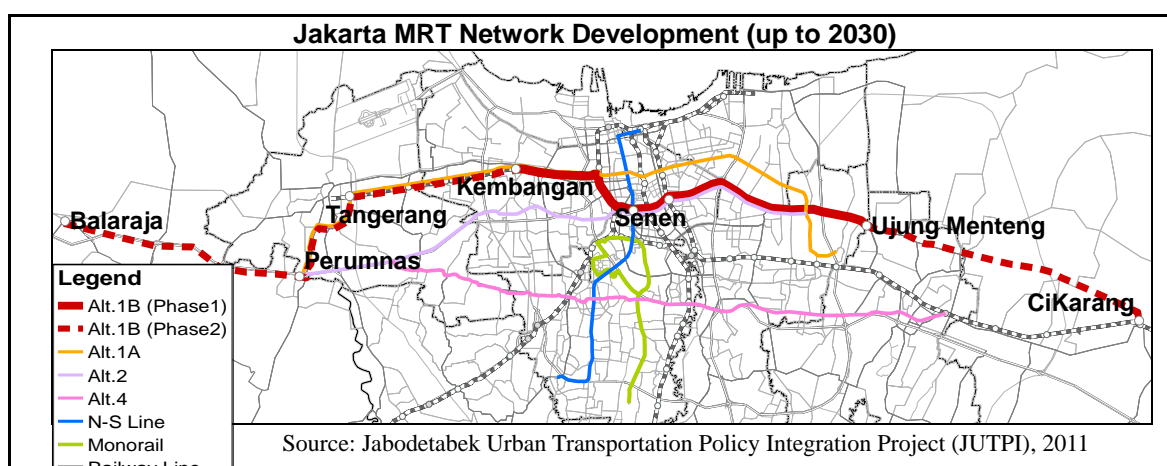 Jakarta MRT Network Development (up to 2030)
Kembangan
Tangerang
Balaraja
Senen
Ujung Menteng
Perumnas
CiKarang
Legend
Alt.1B (Phase1)
Alt.1B (Phase2)
Alt.1A
Alt.2
Alt.4
N-S Line
Monorail
Railway Line
Source: Jabodetabek Urban Transportation Policy Integration Project (JUTPI), 2011